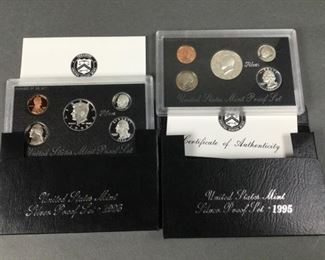 Silver
United States Mint Proof Set
Silver
United States Mint Proof Set
Certificate of Authenticity
United States Mint
Silver Proof Set
United States Mint
Silver Proof Set - 1995